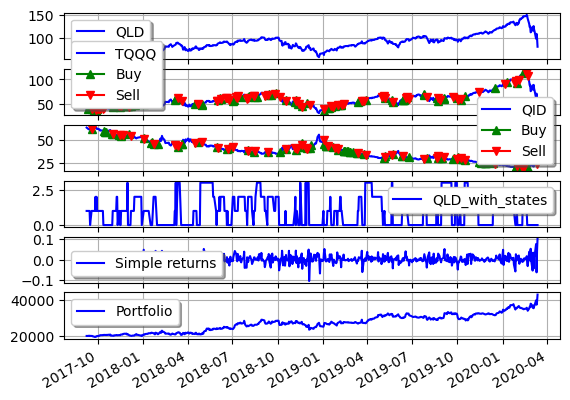 150
100
QLD
TQQQ
Buy
Sell
100
50
QID
Buy
Sell
50
25
2.5
0.0
QLD_with_states
0.1
0.0
−0.1
Simple returns
40000
20000
Portfolio
2017-10
2018-01
2018-04
2018-07
2018-10
2019-01
2019-04
2019-07
2019-10
2020-01
2020-04